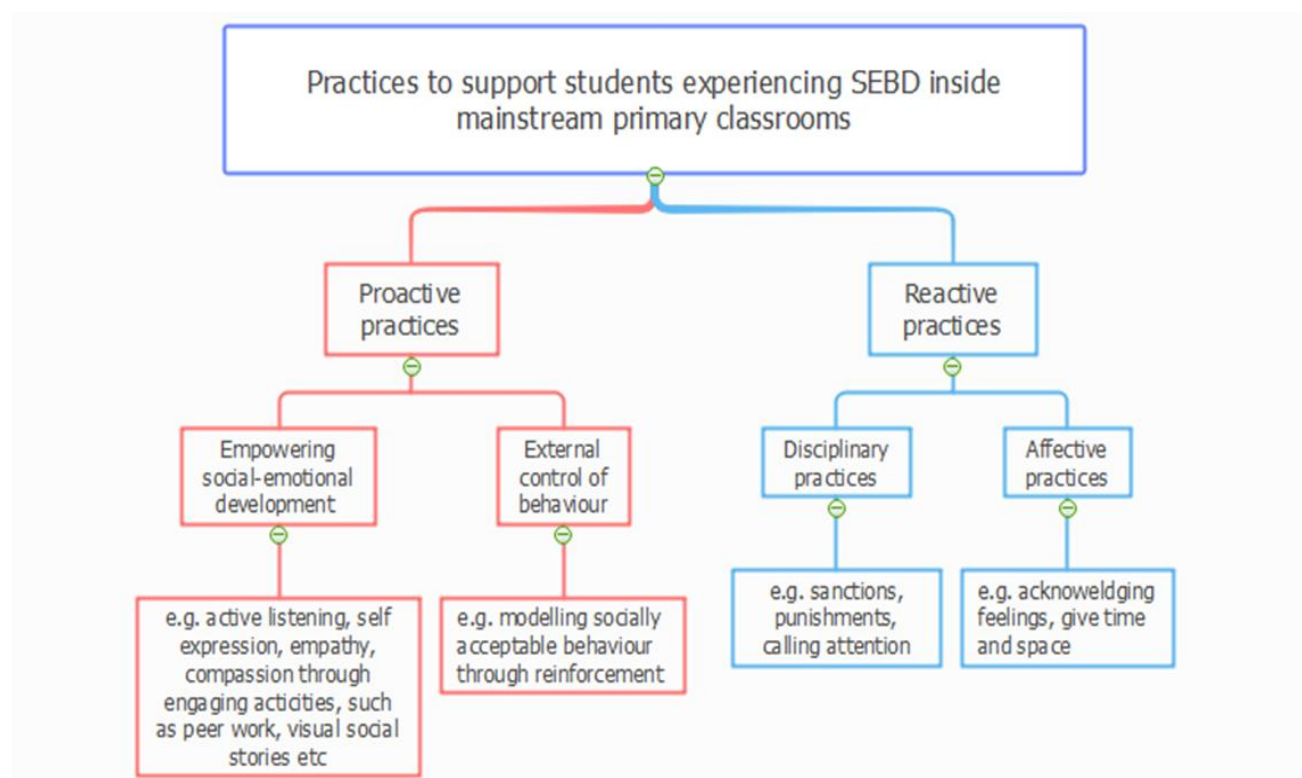 Practices to support students experiencing SEBD inside
mainstream primary classrooms
Proactive
practices
Reactive
practices
Empowering
social-emotional
development
External
control of
behaviour
Disciplinary
practices
Affective
practices
e.g. active listening, self
expression, empathy,
compassion through
engaging acticities, such
as peer work, visual social
stories etc
e.g. modelling socially
acceptable behaviour
through reinforcement
e.g. sanctions,
punishments,
calling attention
e.g. acknoweldging
feelings, give time
and space